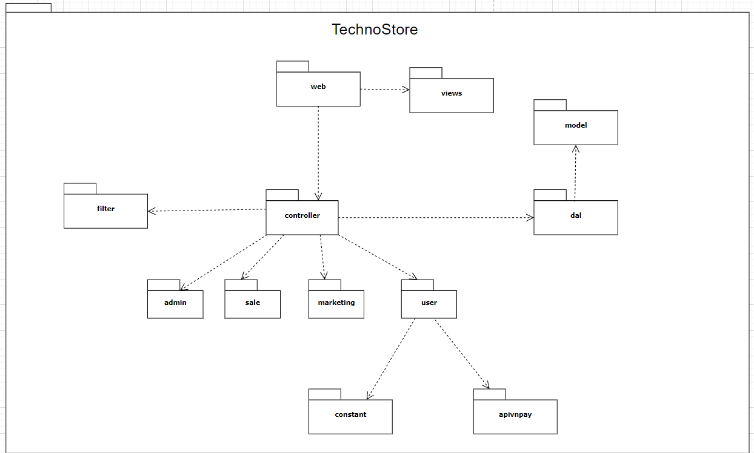 TechnoStore
web
views
model
filter
controller
dal
admin
sale
marketing
user
constant
apivnpay